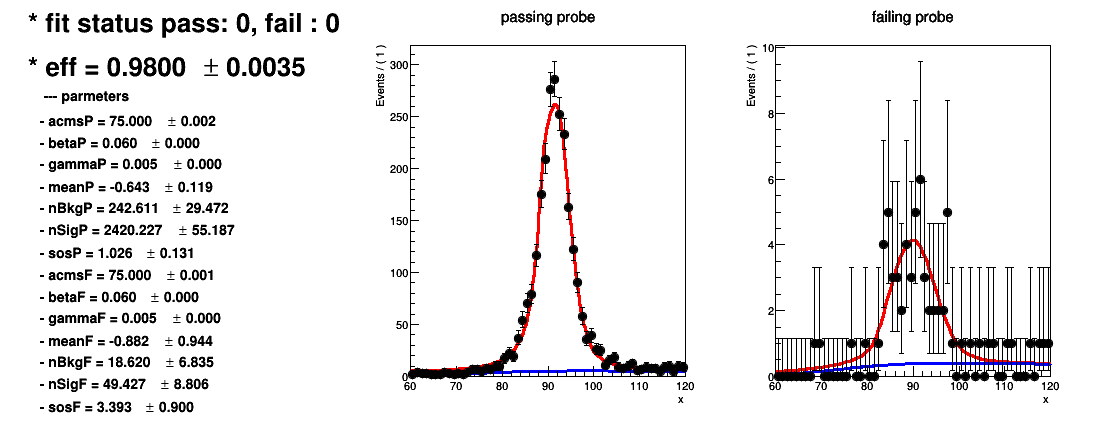 * fit status pass: 0, fail : 0
* eff = 0.9800 ± 0.0035
--- parmeters
- acmsP = 75.000 ± 0.002
- betaP = 0.060 ± 0.000
- gammaP = 0.005 ± 0.000
- meanP = -0.643 ± 0.119
- nBkgP = 242.611 ± 29.472
- nSigP = 2420.227 ± 55.187
- sosP = 1.026 ± 0.131
- acmsF = 75.000 ± 0.001
- betaF = 0.060 ± 0.000
- gammaF = 0.005 ± 0.000
- meanF = -0.882 ± 0.944
- nBkgF = 18.620 ± 6.835
- nSigF = 49.427 ± 8.806
- sosF = 3.393 ± 0.900
passing probe
Events / ( 1 )
300
250
200
150
100
50
0
60 70 80 90 100 110 120
x
failing probe
Events / ( 1 )
10
8
6
4
2
0
60 70 80 90 100 110 120
x